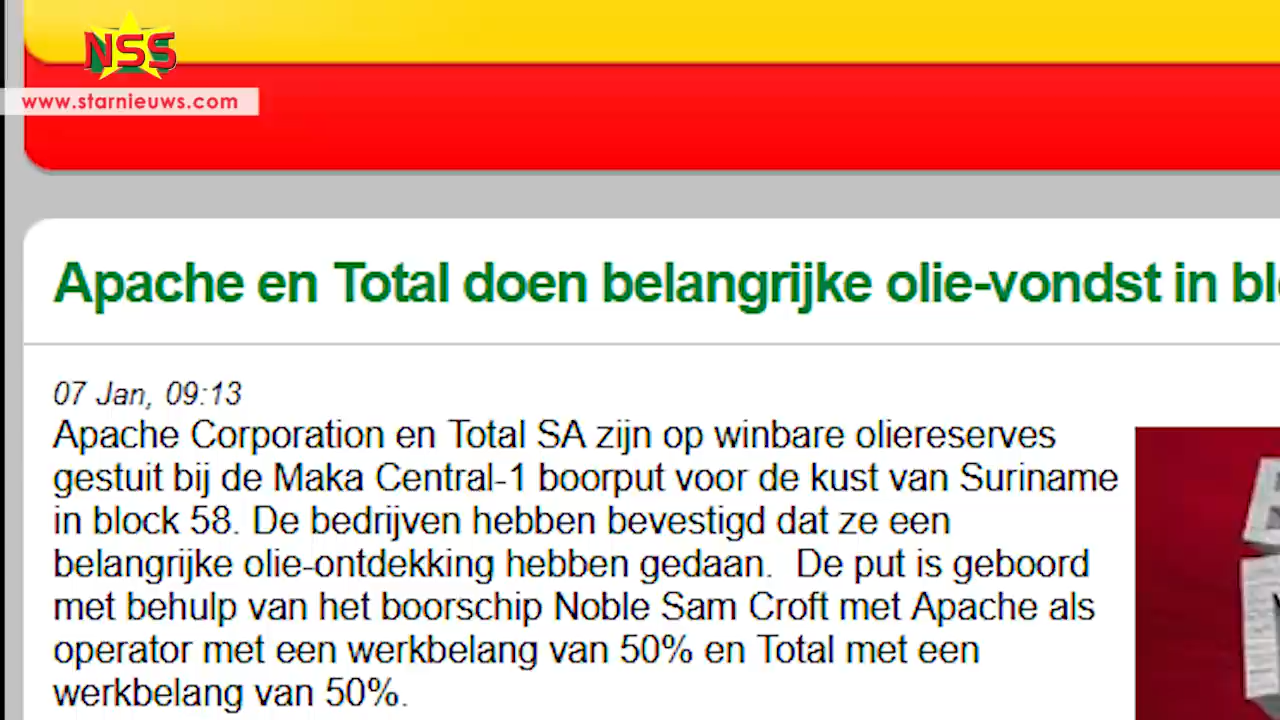 NSS
www.starnieuws.com
Apache en Total doen belangrijke olie-vondst in
07 Jan, 09:13
Apache Corporation en Total SA zijn op winbare oliereserves
gestuit bij de Maka Central-1 boorput voor de kust van Suriname
in block 58. De bedrijven hebben bevestigd dat ze een
belangrijke olie-ontdekking hebben gedaan.  De put is geboord
met behulp van het boorschip Noble Sam Croft met Apache als
operator met een werkbelang van 50% en Total met een
werkbelang van 50%.